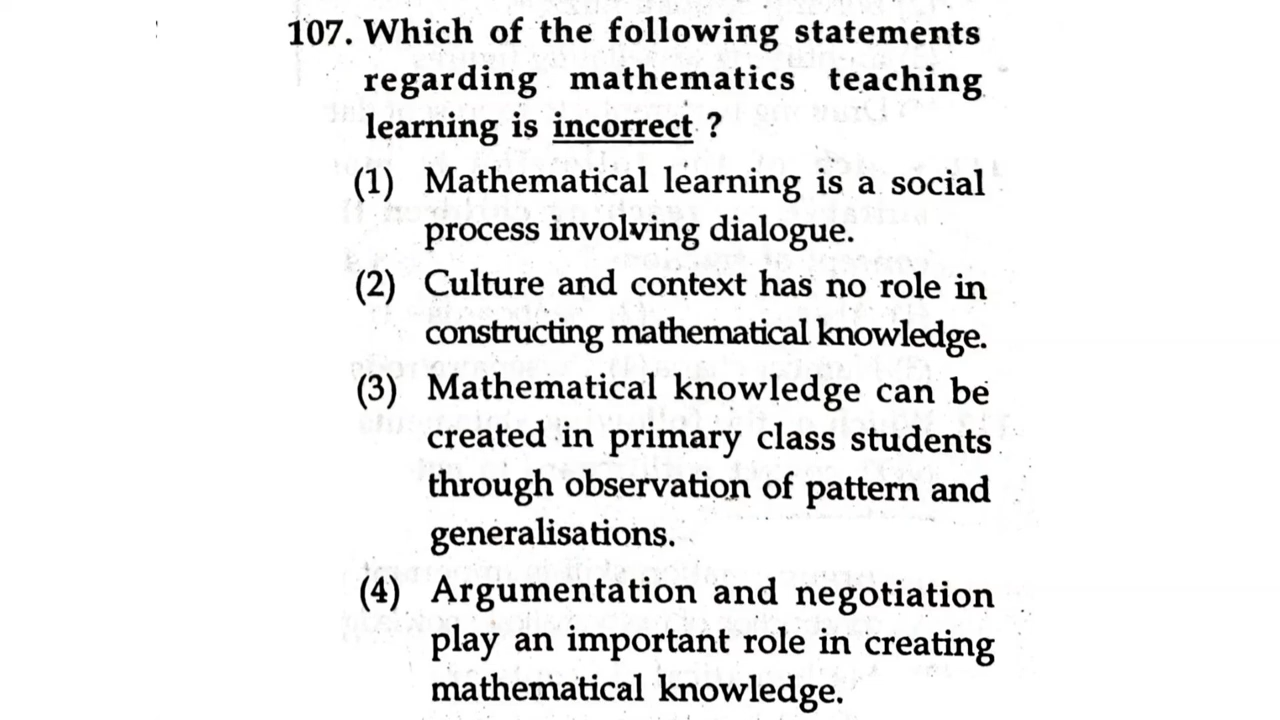 107. Which of the following statements
regarding mathematics teaching
learning is incorrect ?
(1) Mathematical learning is a social
process involving dialogue.
(2) Culture and context has no role in
constructing mathematical knowledge.
(3) Mathematical knowledge can be
created in primary class students
through observation of pattern and
generalisations.
(4) Argumentation and negotiation
play an important role in creating
mathematical knowledge.